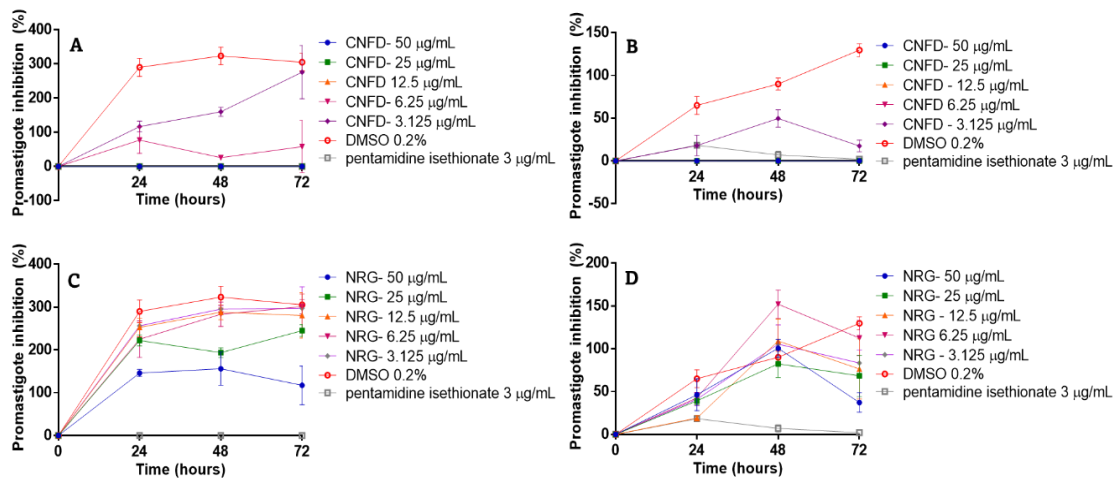 A
Promastigote inhibition (%)
400
300
200
100
0
-100
24
48
72
Time (hours)
CNFD- 50 μg/mL
CNFD- 25 μg/mL
CNFD 12.5 μg/mL
CNFD- 6.25 μg/mL
CNFD- 3.125 μg/mL
DMSO 0.2%
pentamidine isethionate 3 μg/mL
B
Promastigote inhibition (%)
150
100
50
0
-50
24
48
72
Time (hours)
CNFD- 50 μg/mL
CNFD- 25 μg/mL
CNFD - 12.5 μg/mL
CNFD 6.25 μg/mL
CNFD - 3.125 μg/mL
DMSO 0.2%
pentamidine isethionate 3 μg/mL
C
Promastigote inhibition (%)
400
300
200
100
0
0
24
48
72
Time (hours)
NRG- 50 μg/mL
NRG- 25 μg/mL
NRG- 12.5 μg/mL
NRG- 6.25 μg/mL
NRG- 3.125 μg/mL
DMSO 0.2%
pentamidine isethionate 3 μg/mL
D
Promastigote inhibition (%)
200
150
100
50
0
0
24
48
72
Time (hours)
NRG- 50 μg/mL
NRG- 25 μg/mL
NRG - 12.5 μg/mL
NRG 6.25 μg/mL
NRG - 3.125 μg/mL
DMSO 0.2%
pentamidine isethionate 3 μg/mL